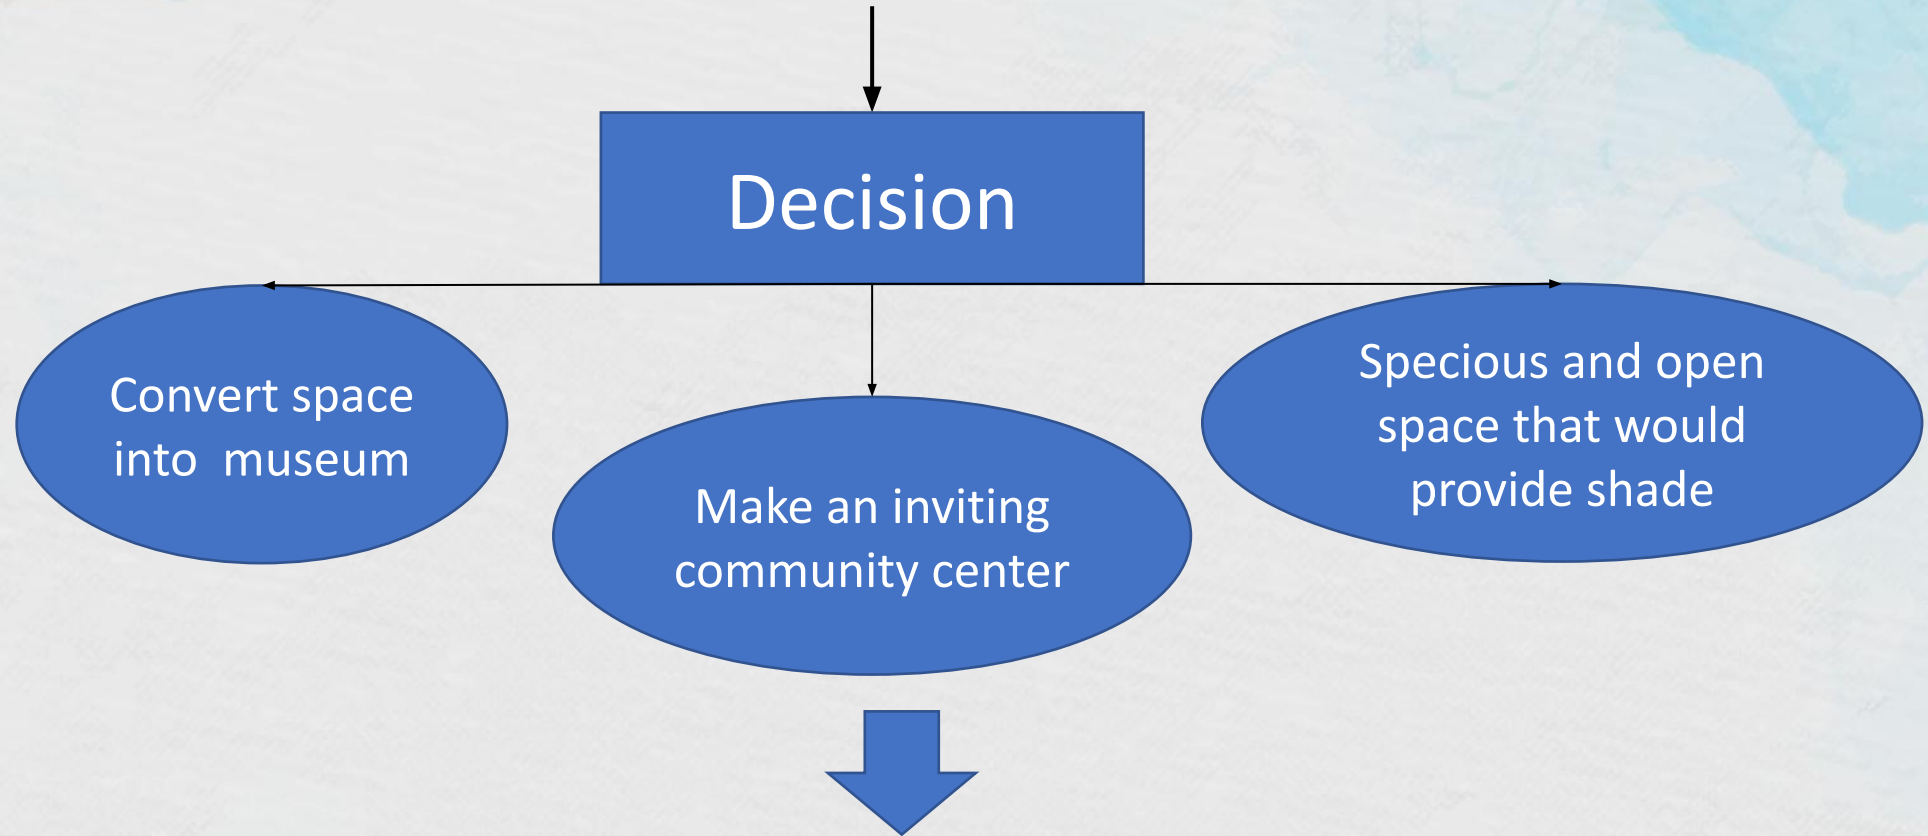 Decision
Convert space
into  museum
Make an inviting
community center
Specious and open
space that would
provide shade